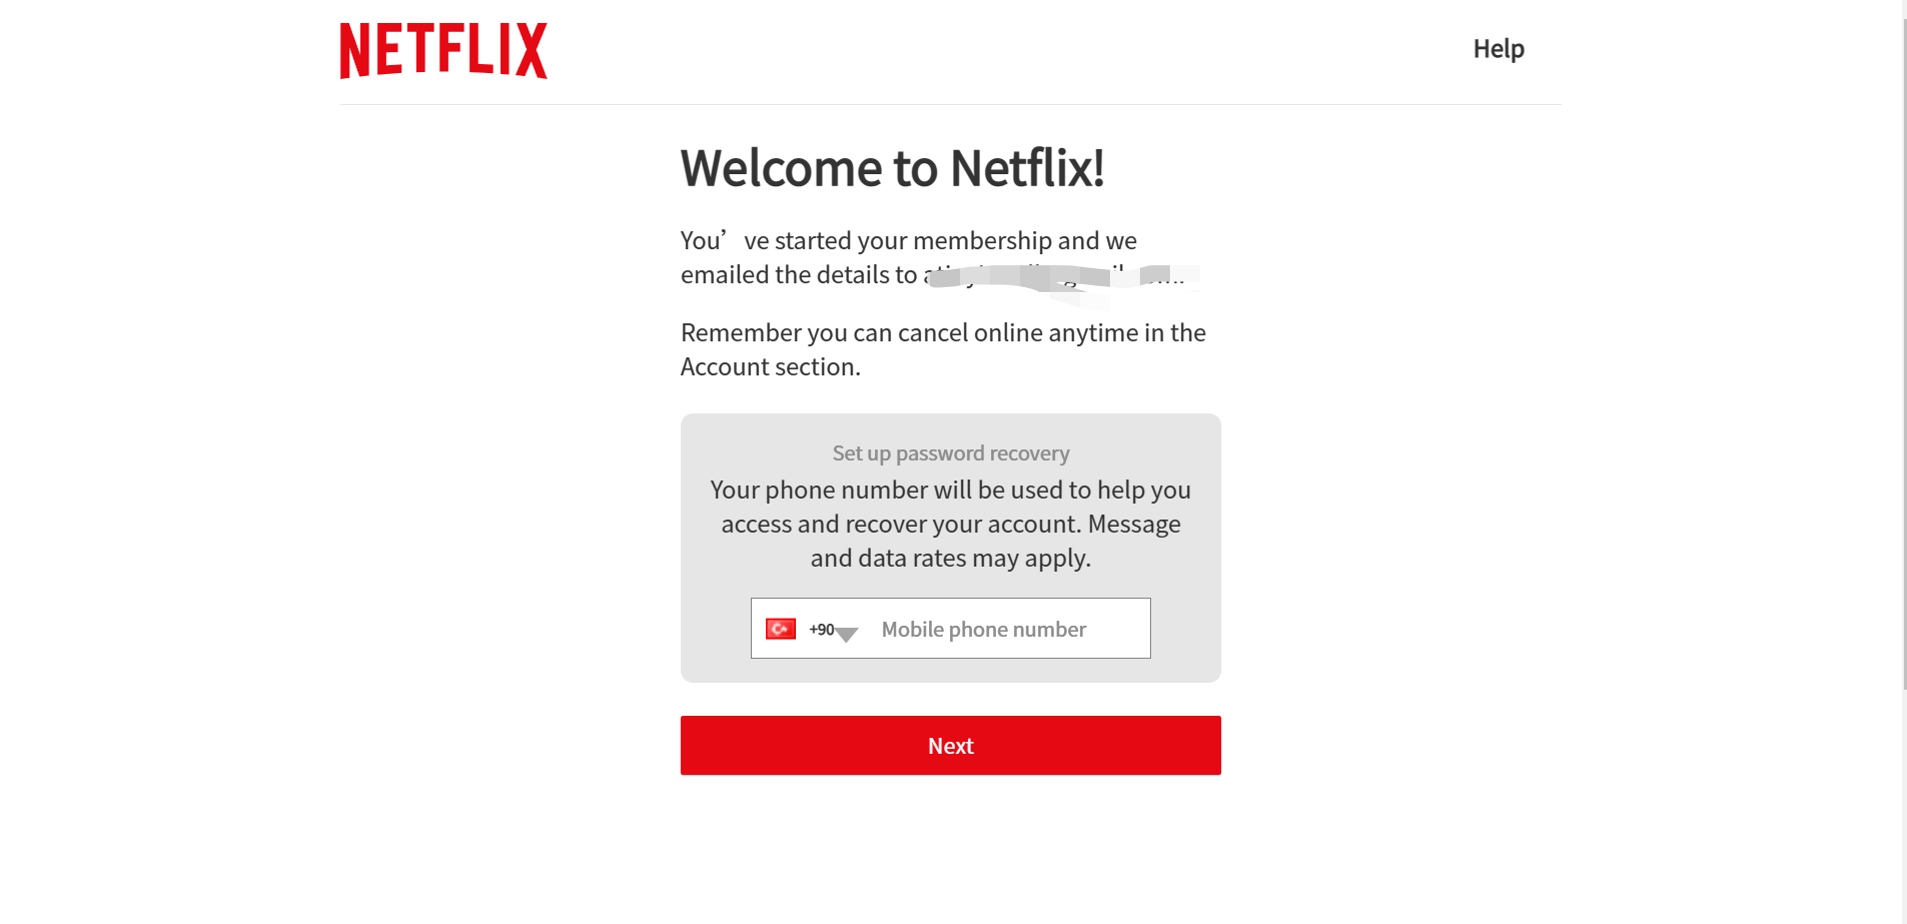 NETFLIX
Help
Welcome to Netflix!
You’ve started your membership and we
emailed the details to
Remember you can cancel online anytime in the
Account section.
Set up password recovery
Your phone number will be used to help you
access and recover your account. Message
and data rates may apply.
+90 Mobile phone number
Next